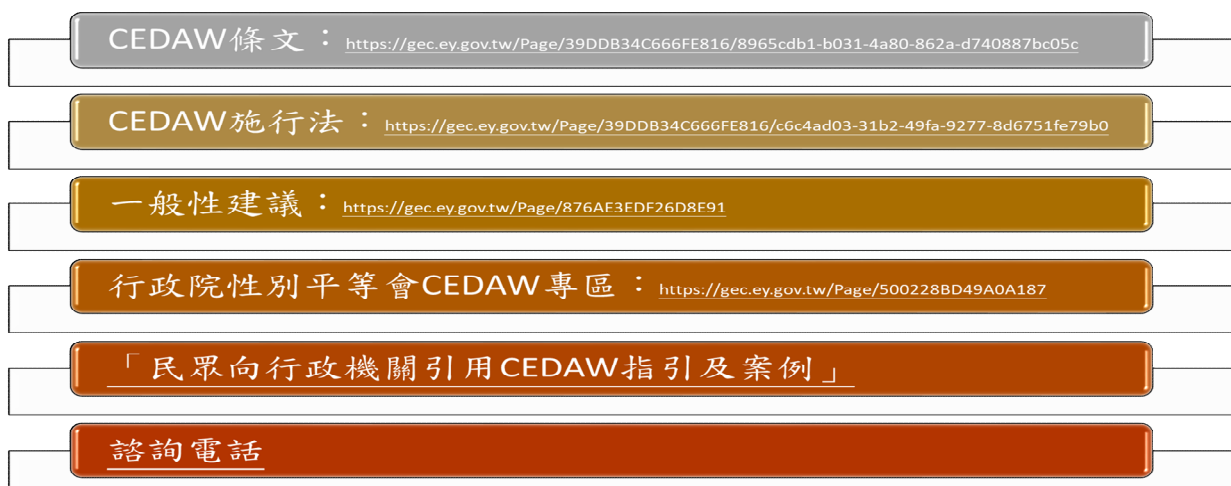 CEDAW條文：https://gec.ey.gov.tw/Page/39DDB34C666FE816/8965cdb1-b031-4a80-862a-d740887bc05c
CEDAW施行法：https://gec.ey.gov.tw/Page/39DDB34C666FE816/c6c4ad03-31b2-49fa-9277-8d6751fe79b0
一般性建議：https://gec.ey.gov.tw/Page/876AE3EDF26D8E91
行政院性別平等會CEDAW專區：https://gec.ey.gov.tw/Page/500228BD49A0A187
「民眾向行政機關引用CEDAW指引及案例」
諮詢電話